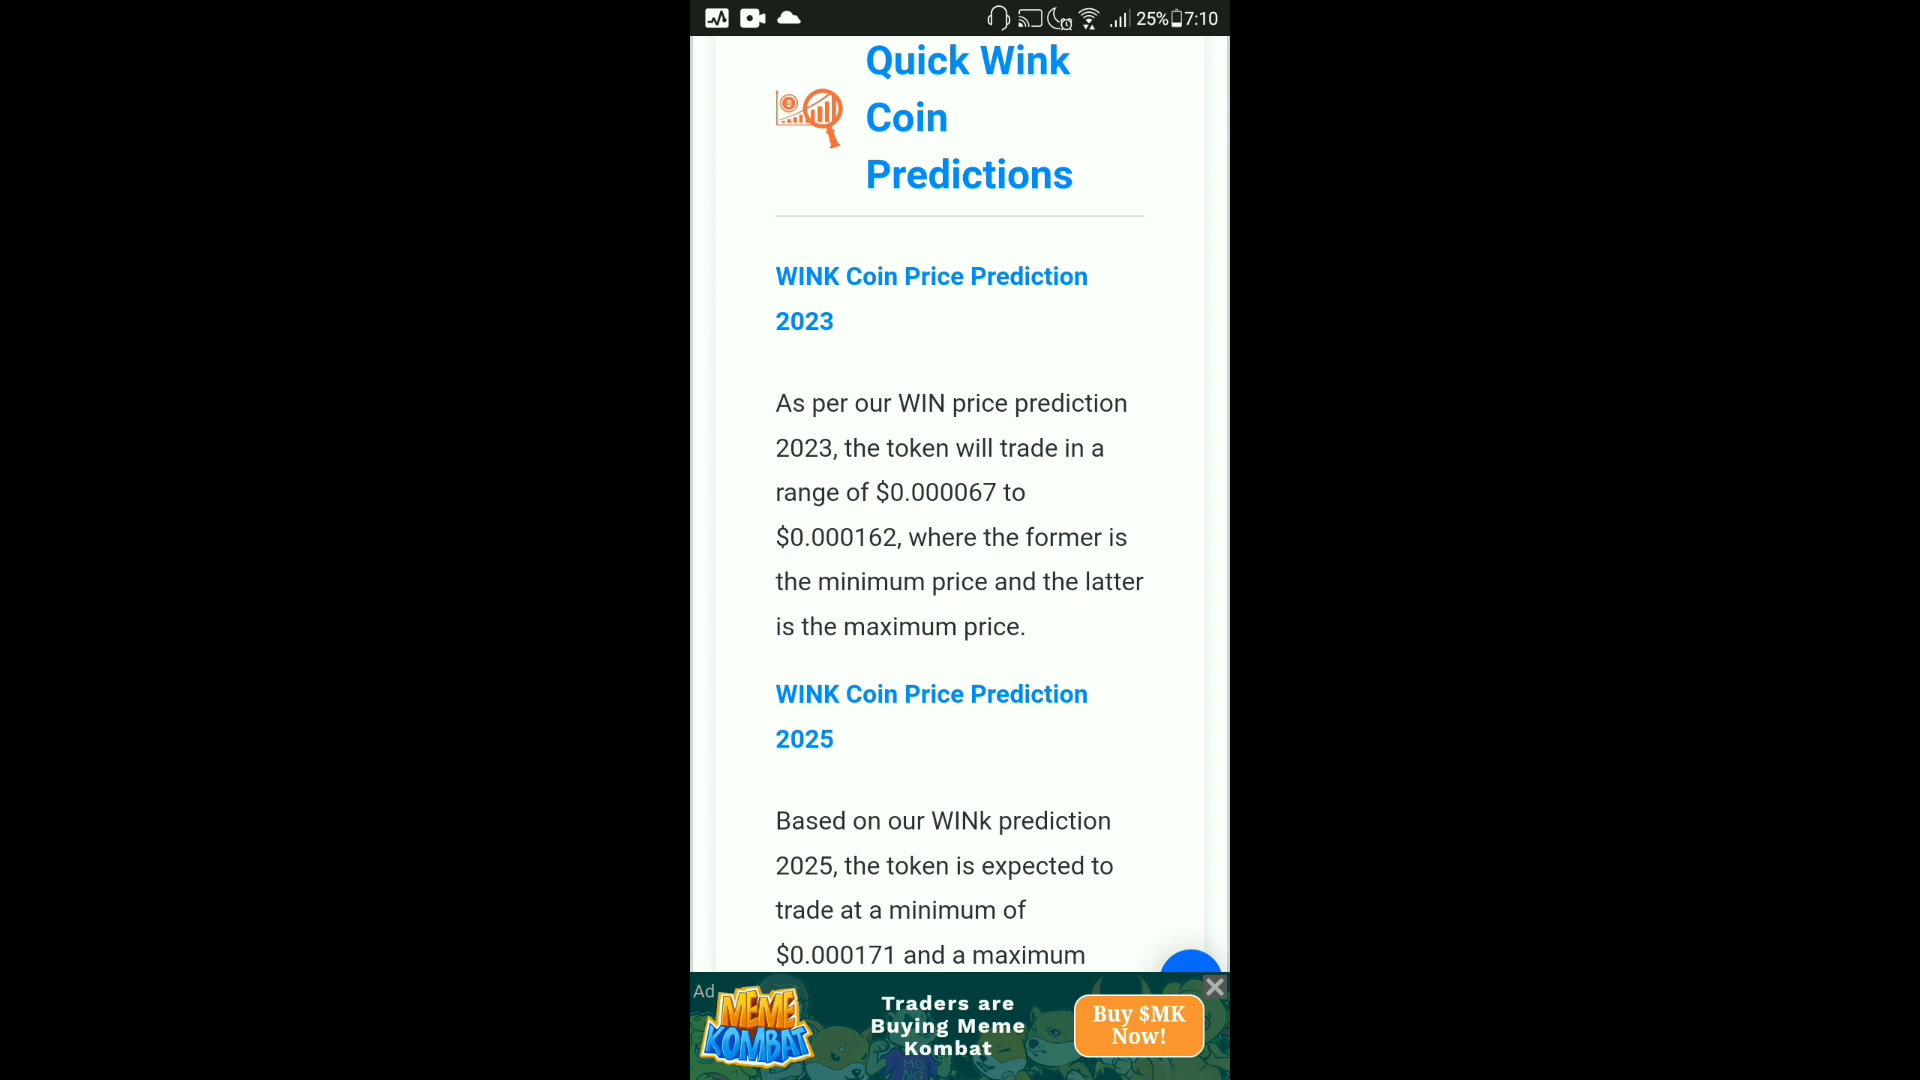 25% 7:10
Quick Wink
Coin
Predictions
WINK Coin Price Prediction
2023
As per our WIN price prediction
2023, the token will trade in a
range of $0.000067 to
$0.000162, where the former is
the minimum price and the latter
is the maximum price.
WINK Coin Price Prediction
2025
Based on our WINk prediction
2025, the token is expected to
trade at a minimum of
$0.000171 and a maximum
Ad
MEME
KOMBAT
Traders are
Buying Meme
Kombat
Buy $MK
Now!